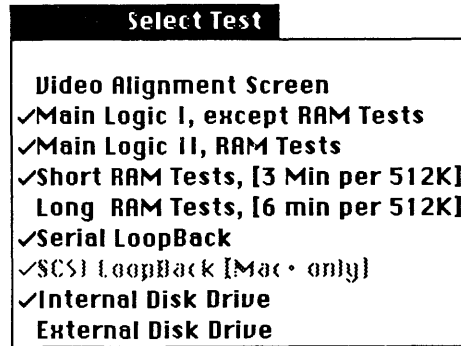 Select Test
Video Alignment Screen
✓Main Logic I, except RAM Tests
✓Main Logic II, RAM Tests
✓Short RAM Tests, [3 Min per 512K]
Long RAM Tests, [6 min per 512K]
✓Serial LoopBack
✓SCSI LoopBack [Mac+ only]
✓Internal Disk Drive
External Disk Drive